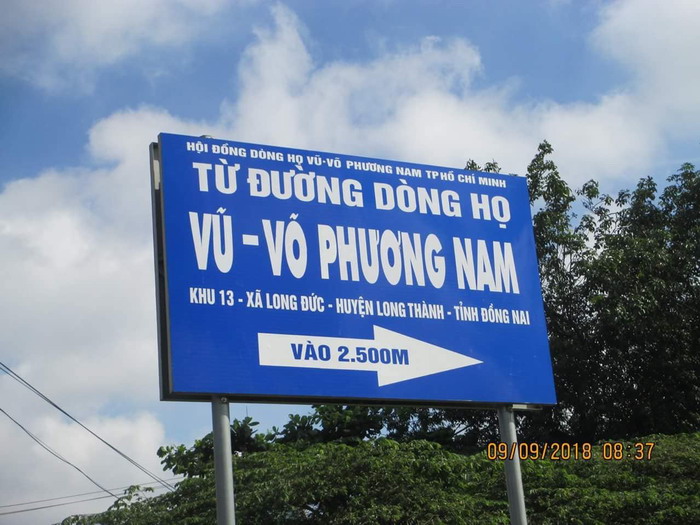 HỘI ĐỒNG DÒNG HỌ VŨ-VÕ PHƯƠNG NAM TP HỒ CHÍ MINH
TỪ ĐƯỜNG DÒNG HỌ
VŨ - VÕ PHƯƠNG NAM
KHU 13 - XÃ LONG ĐỨC - HUYỆN LONG THÀNH - TỈNH ĐỒNG NAI
VÀO 2.500M
09/09/2018 08:37